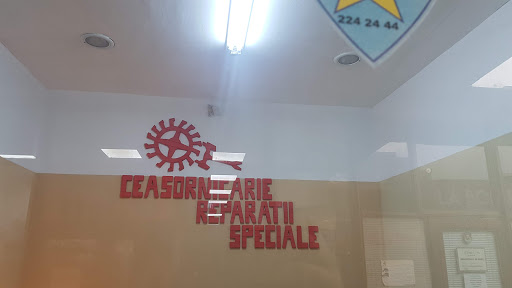 224 24 44
CEASORNICARIE
REPARATII
SPECIALE